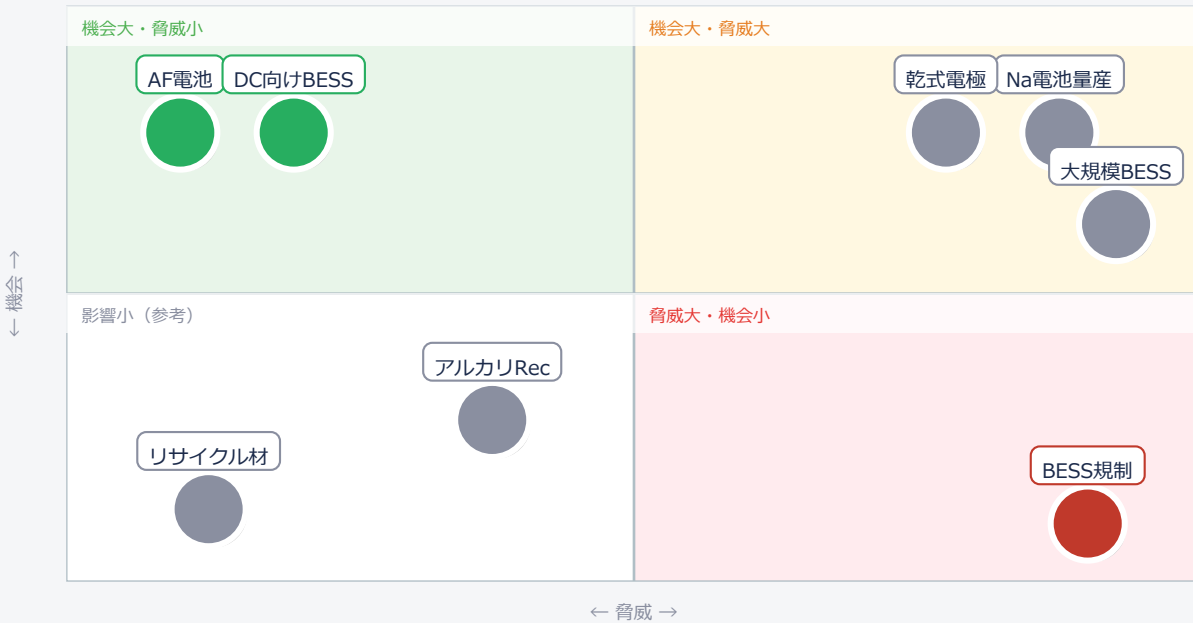 機会大・脅威小
機会大・脅威大
AF電池
DC向けBESS
乾式電極
Na電池量産
大規模BESS
← 機会 →
影響小（参考）
脅威大・機会小
アルカリRec
リサイクル材
BESS規制
← 脅威 →